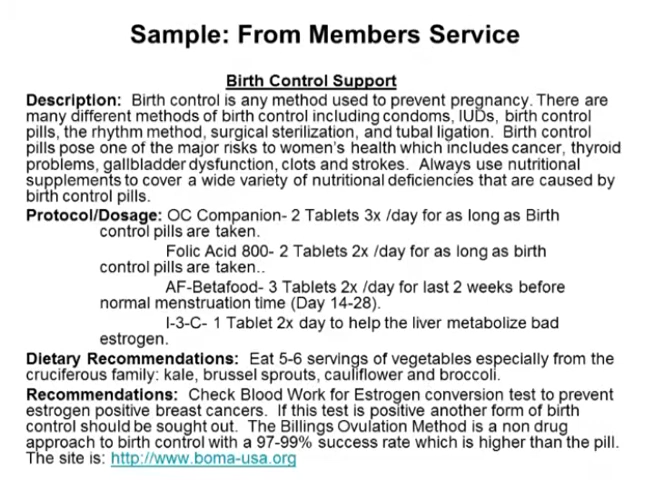 Sample: From Members Service
Birth Control Support
Description: Birth control is any method used to prevent pregnancy. There are
many different methods of birth control including condoms, IUDs, birth control
pills, the rhythm method, surgical sterilization, and tubal ligation. Birth control
pills pose one of the major risks to women's health which includes cancer, thyroid
problems, gallbladder dysfunction, clots and strokes. Always use nutritional
supplements to cover a wide variety of nutritional deficiencies that are caused by
birth control pills.
Protocol/Dosage: OC Companion- 2 Tablets 3x /day for as long as Birth
control pills are taken.
Folic Acid 800- 2 Tablets 2x /day for as long as birth
control pills are taken..
AF-Betafood- 3 Tablets 2x /day for last 2 weeks before
normal menstruation time (Day 14-28).
I-3-C- 1 Tablet 2x day to help the liver metabolize bad
estrogen.
Dietary Recommendations: Eat 5-6 servings of vegetables especially from the
cruciferous family: kale, brussel sprouts, cauliflower and broccoli.
Recommendations: Check Blood Work for Estrogen conversion test to prevent
estrogen positive breast cancers. If this test is positive another form of birth
control should be sought out. The Billings Ovulation Method is a non drug
approach to birth control with a 97-99% success rate which is higher than the pill.
The site is: http://www.boma-usa.org